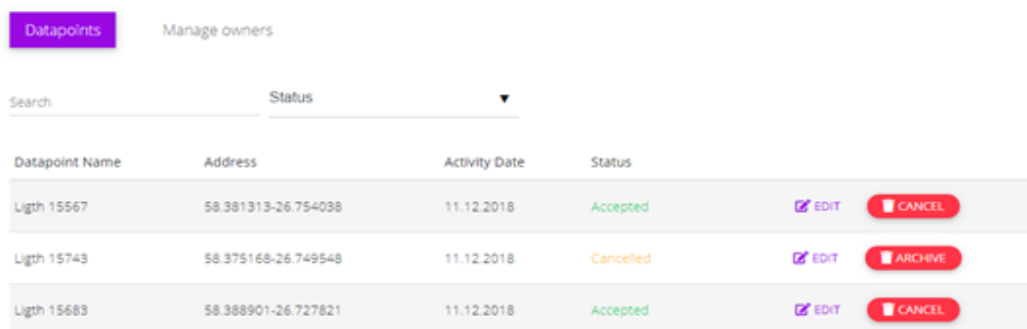 Datapoints Manage owners
Search Status
Datapoint Name Address Activity Date Status
Ligth 15567 58.381313-26.754038 11.12.2018 Accepted EDIT CANCEL
Ligth 15743 58.375168-26.749548 11.12.2018 Cancelled EDIT ARCHIVE
Ligth 15683 58.388901-26.727821 11.12.2018 Accepted EDIT CANCEL